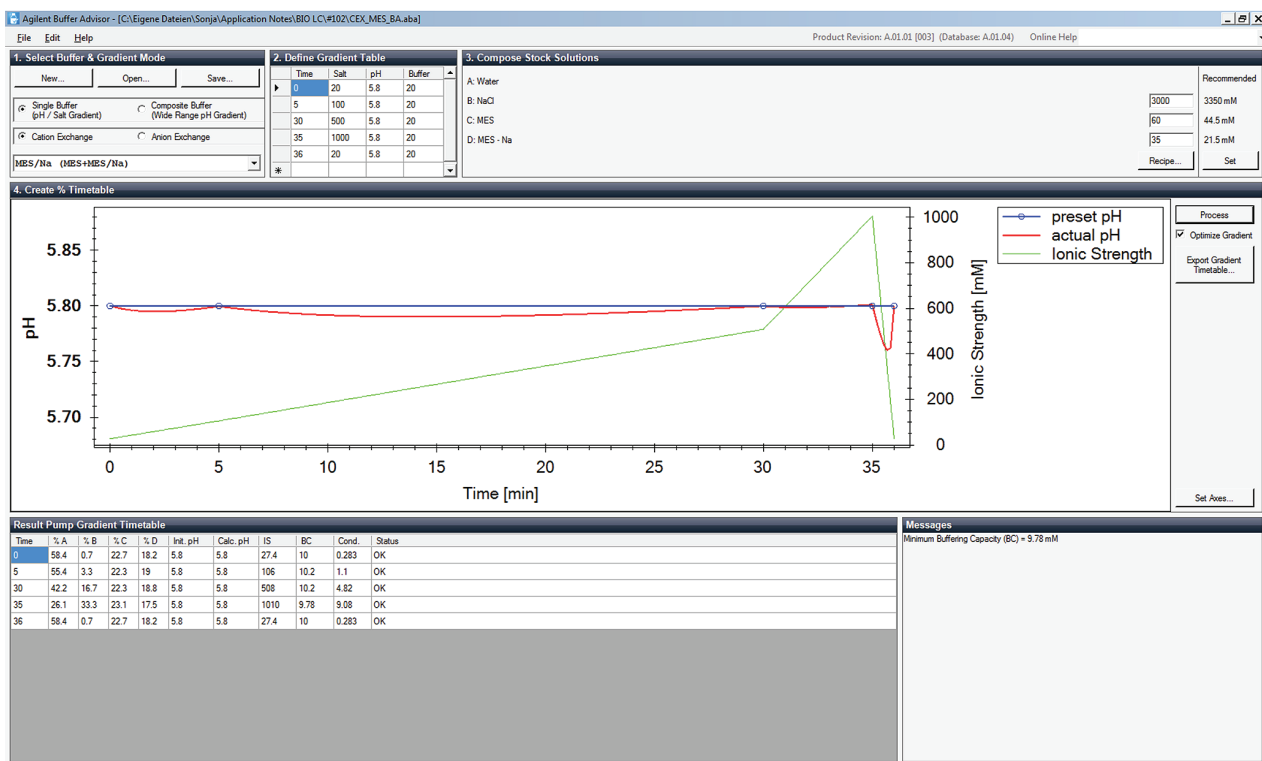 Agilent Buffer Advisor - [C:\Eigene Dateien\Sonja\Application Notes\BIO LC\#102\CEX_MES_BA.aba]
File Edit Help
Product Revision: A.01.01 [003] (Database: A.01.04) Online Help
1. Select Buffer & Gradient Mode
New... Open... Save...
Single Buffer
(pH / Salt Gradient)
Composite Buffer
(Wide Range pH Gradient)
Cation Exchange Anion Exchange
MES/Na (MES+MES/Na)
2. Define Gradient Table
Time Salt pH Buffer
0 20 5.8 20
5 100 5.8 20
30 500 5.8 20
35 1000 5.8 20
36 20 5.8 20
*
3. Compose Stock Solutions
Recommended
A: Water
B: NaCl 3000 3350 mM
C: MES 60 44.5 mM
D: MES - Na 35 21.5 mM
Recipe... Set
4. Create % Timetable
5.85
5.80
5.75
5.70
pH
0 5 10 15 20 25 30 35
Time [min]
1000
800
600
400
200
0
Ionic Strength [mM]
preset pH
actual pH
Ionic Strength
Process
Optimize Gradient
Export Gradient
Timetable...
Set Axes...
Result Pump Gradient Timetable
Time % A % B % C % D Init. pH Calc. pH IS BC Cond. Status
0 58.4 0.7 22.7 18.2 5.8 5.8 27.4 10 0.283 OK
5 55.4 3.3 22.3 19 5.8 5.8 106 10.2 1.1 OK
30 42.2 16.7 22.3 18.8 5.8 5.8 508 10.2 4.82 OK
35 26.1 33.3 23.1 17.5 5.8 5.8 1010 9.78 9.08 OK
36 58.4 0.7 22.7 18.2 5.8 5.8 27.4 10 0.283 OK
Messages
Minimum Buffering Capacity (BC) = 9.78 mM